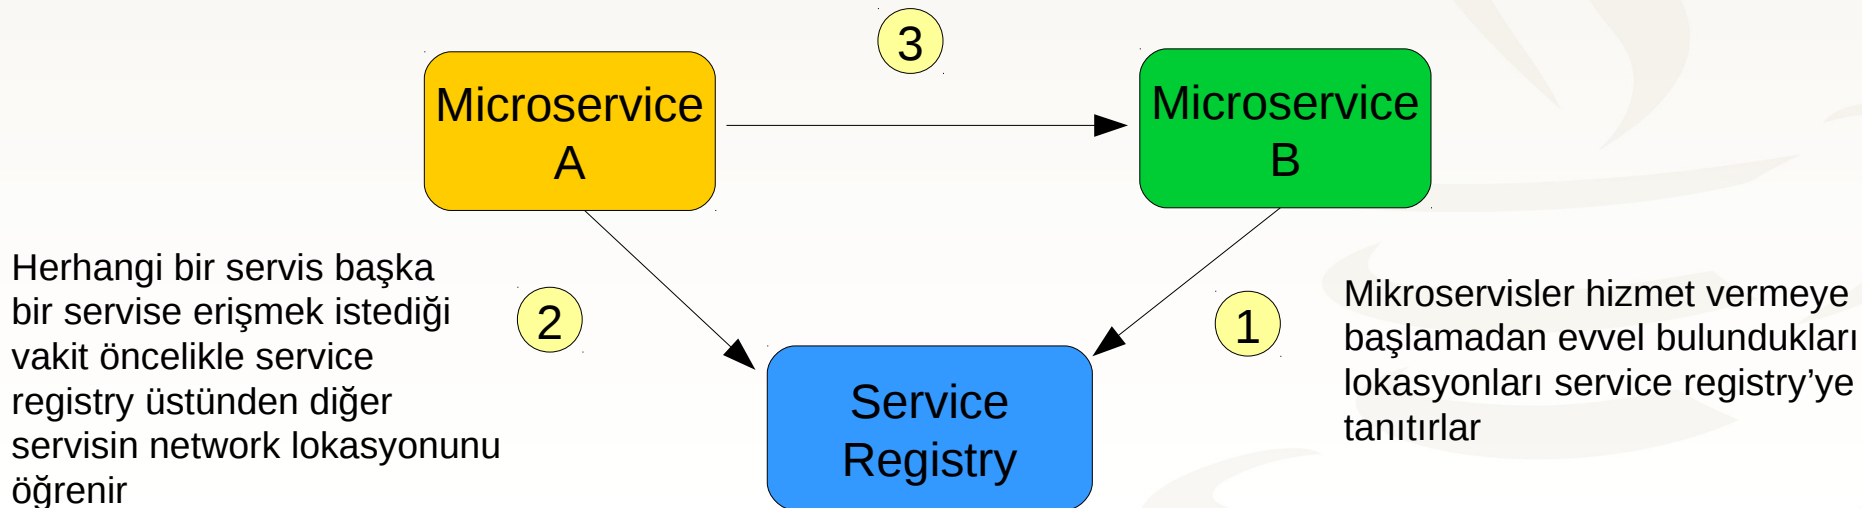 3
Microservice
A
Microservice
B
Herhangi bir servis başka
bir servise erişmek istediği
vakit öncelikle service
registry üstünden diğer
servisin network lokasyonunu
öğrenir
2
1
Mikroservisler hizmet vermeye
başlamadan evvel bulundukları
lokasyonları service registry’ye
tanıtırlar
Service
Registry